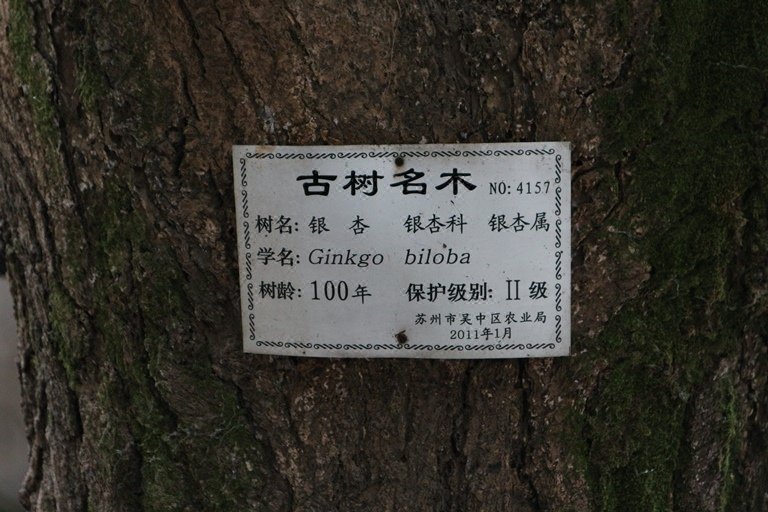 古树名木 NO: 4157
树名: 银 杏 银杏科 银杏属
学名: Ginkgo biloba
树龄: 100年 保护级别: II 级
苏州市吴中区农业局
2011年1月